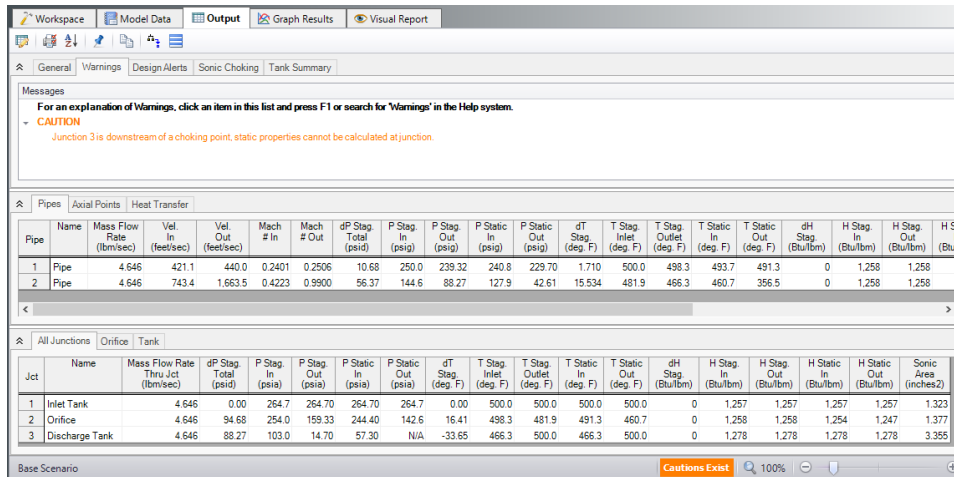 Workspace Model Data Output Graph Results Visual Report
General Warnings Design Alerts Sonic Choking Tank Summary
Messages
For an explanation of Warnings, click an item in this list and press F1 or search for 'Warnings' in the Help system.
CAUTION
Junction 3 is downstream of a choking point, static properties cannot be calculated at junction.
Pipes Axial Points Heat Transfer
Pipe Name Mass Flow Rate (lbm/sec) Vel. In (feet/sec) Vel. Out (feet/sec) Mach # In Mach # Out dP Stag. Total (psid) P Stag. In (psig) P Stag. Out (psig) P Static In (psig) P Static Out (psig) dT Stag. (deg. F) T Stag. Inlet (deg. F) T Stag. Outlet (deg. F) T Static In (deg. F) T Static Out (deg. F) dH Stag. (Btu/lbm) H Stag. In (Btu/lbm) H Stag. Out (Btu/lbm)
1 Pipe 4.646 421.1 440.0 0.2401 0.2506 10.68 250.0 239.32 240.8 229.70 1.710 500.0 498.3 493.7 491.3 0 1,258 1,258
2 Pipe 4.646 743.4 1,663.5 0.4223 0.9900 56.37 144.6 88.27 127.9 42.61 15.534 481.9 466.3 460.7 356.5 0 1,258 1,258
All Junctions Orifice Tank
Jct Name Mass Flow Rate Thru Jct (lbm/sec) dP Stag. Total (psid) P Stag. In (psia) P Stag. Out (psia) P Static In (psia) P Static Out (psia) dT Stag. (deg. F) T Stag. Inlet (deg. F) T Stag. Outlet (deg. F) T Static In (deg. F) T Static Out (deg. F) dH Stag. (Btu/lbm) H Stag. In (Btu/lbm) H Stag. Out (Btu/lbm) H Static In (Btu/lbm) H Static Out (Btu/lbm) Sonic Area (inches2)
1 Inlet Tank 4.646 0.00 264.7 264.70 264.70 264.7 0.00 500.0 500.0 500.0 500.0 0 1,257 1,257 1,257 1,257 1.323
2 Orifice 4.646 94.68 254.0 159.33 244.40 142.6 16.41 498.3 481.9 491.3 460.7 0 1,258 1,258 1,254 1,247 1.377
3 Discharge Tank 4.646 88.27 103.0 14.70 57.30 N/A -33.65 466.3 500.0 466.3 500.0 0 1,278 1,278 1,278 1,278 3.355
Base Scenario Cautions Exist 100%